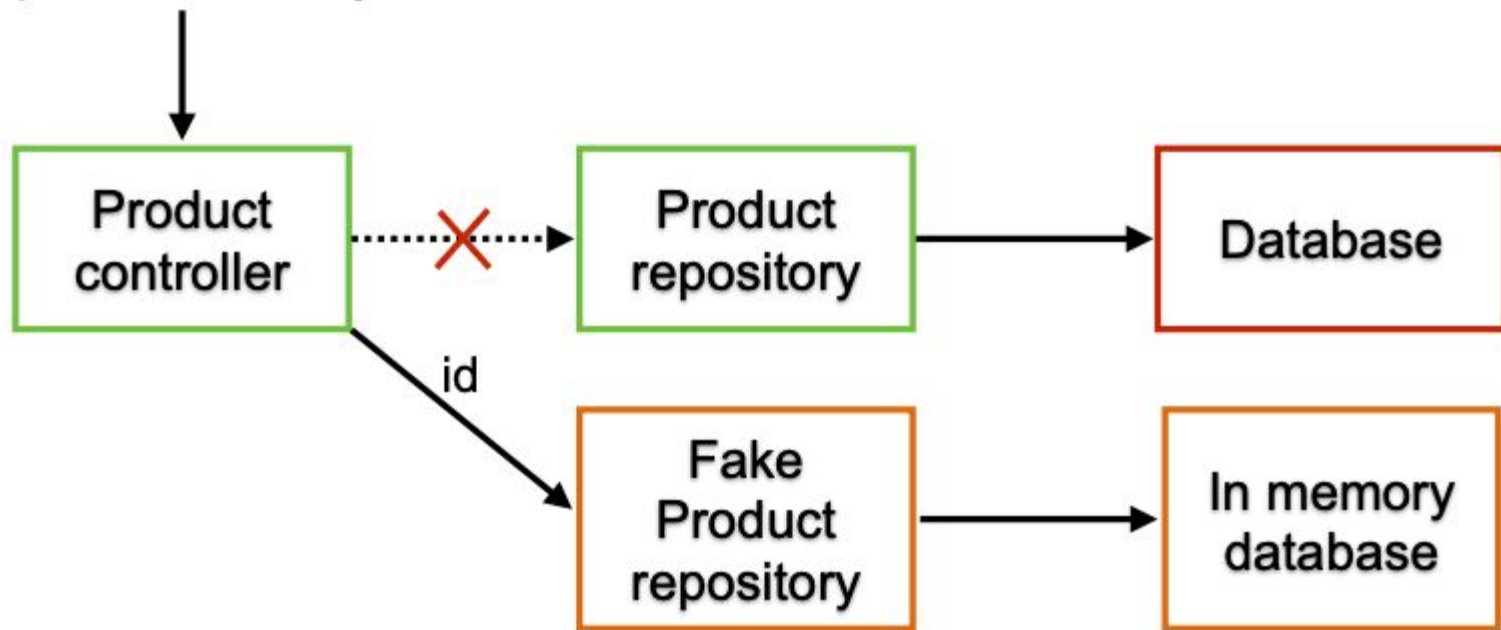 Product
controller
Product
repository
Database
id
Fake
Product
repository
In memory
database